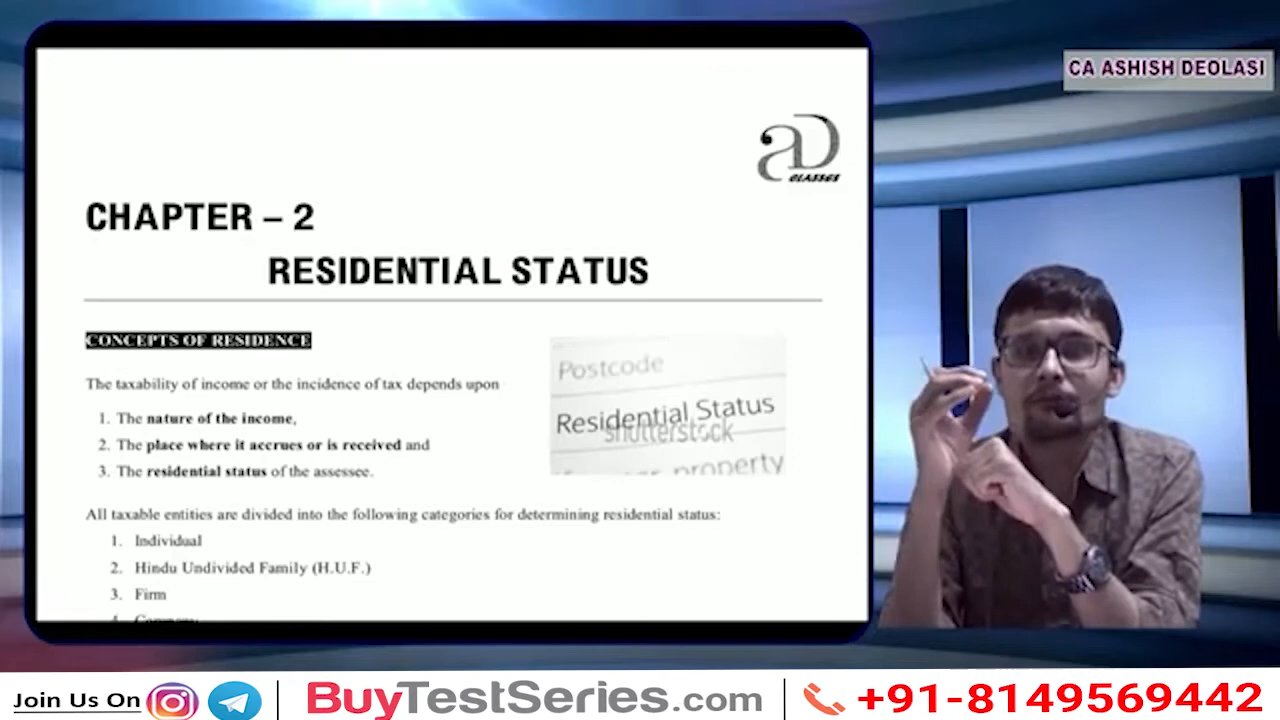 CA ASHISH DEOLASI
aD
CLASSES
CHAPTER – 2
RESIDENTIAL STATUS
CONCEPTS OF RESIDENCE
The taxability of income or the incidence of tax depends upon
1. The nature of the income,
2. The place where it accrues or is received and
3. The residential status of the assessee.
Postcode
Residential Status
shutterstock
property
All taxable entities are divided into the following categories for determining residential status:
1. Individual
2. Hindu Undivided Family (H.U.F.)
3. Firm
Join Us On
BuyTestSeries.com
+91-8149569442